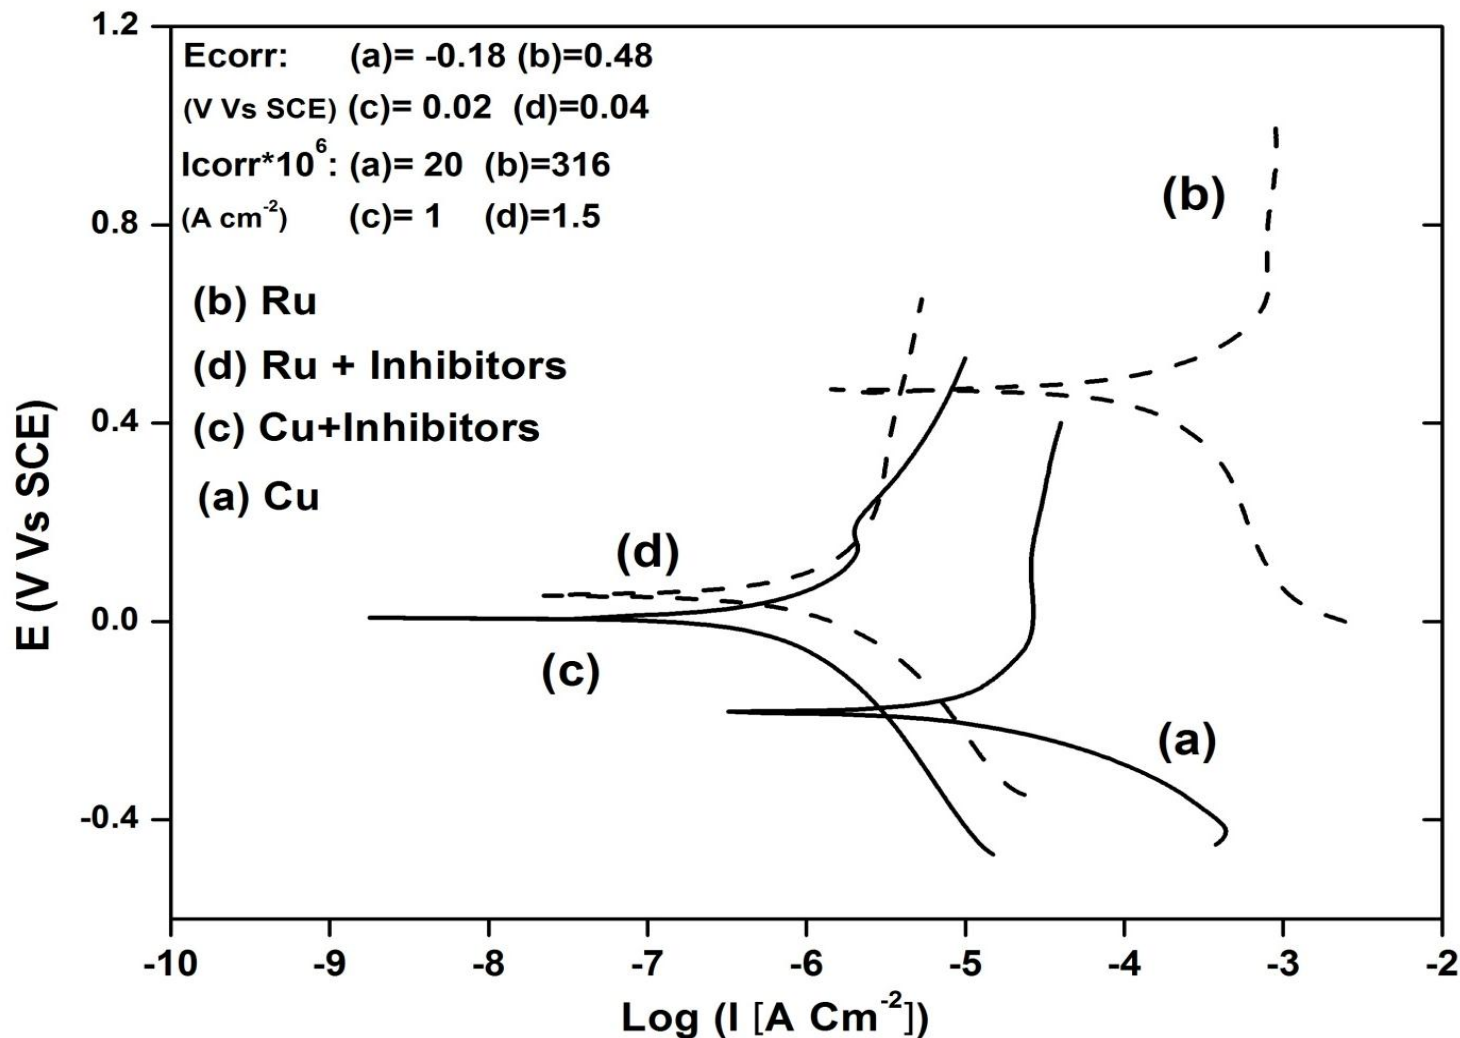 1.2
0.8
0.4
0.0
-0.4
E (V Vs SCE)
Ecorr: (a)= -0.18 (b)=0.48
(V Vs SCE) (c)= 0.02 (d)=0.04
Icorr*10⁶: (a)= 20 (b)=316
(A cm⁻²) (c)= 1 (d)=1.5
(b) Ru
(d) Ru + Inhibitors
(c) Cu+Inhibitors
(a) Cu
(b)
(d)
(c)
(a)
-10 -9 -8 -7 -6 -5 -4 -3 -2
Log (I [A Cm⁻²])